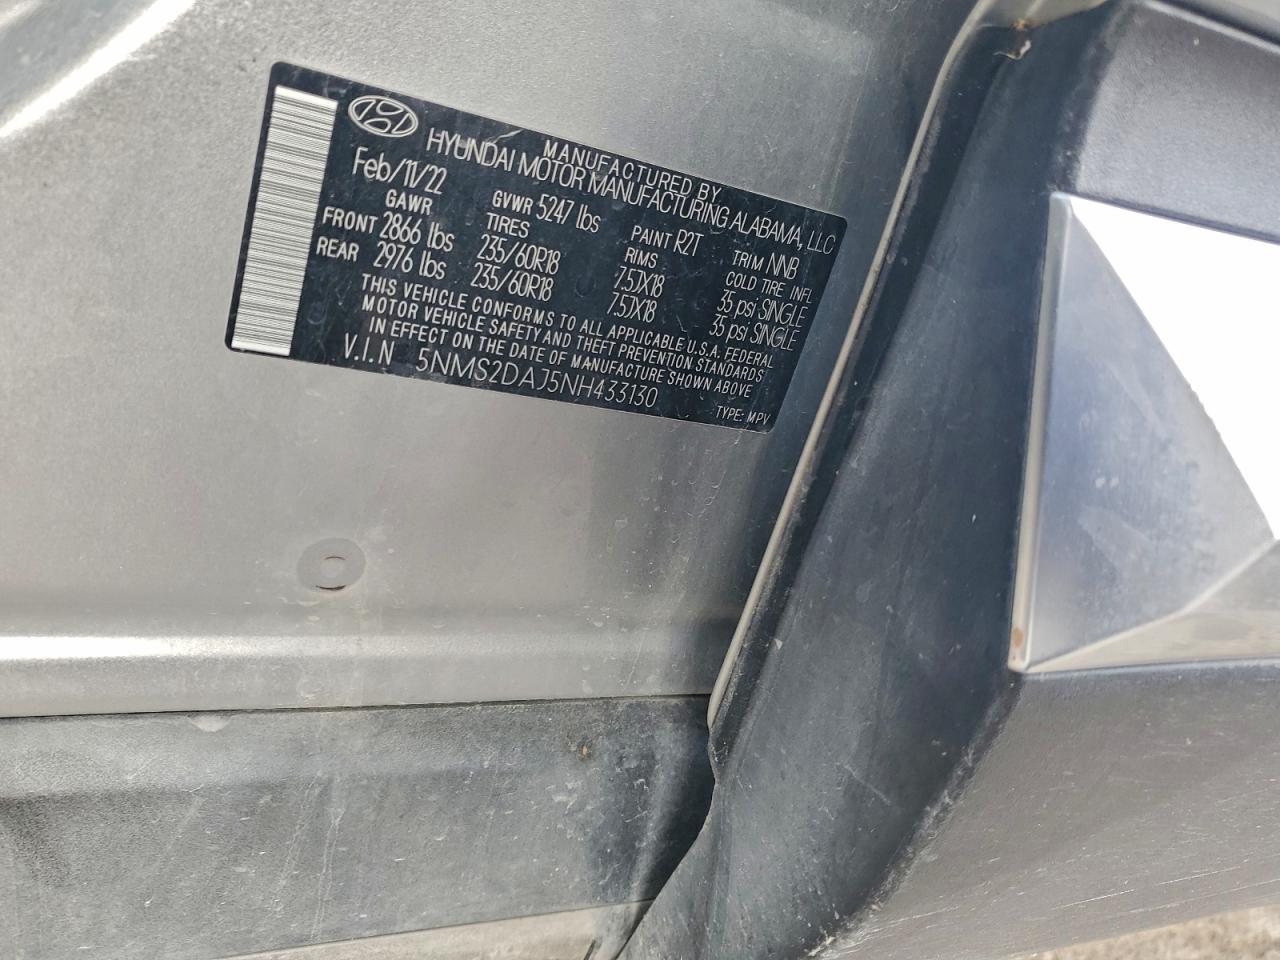 MANUFACTURED BY
HYUNDAI MOTOR MANUFACTURING ALABAMA, LLC
Feb/11/22 GVWR 5247 lbs PAINT R2T TRIM NNB
GAWR TIRES RIMS COLD TIRE INFL
FRONT 2866 lbs 235/60R18 7.5JX18 35 psi SINGLE
REAR 2976 lbs 235/60R18 7.5JX18 35 psi SINGLE
THIS VEHICLE CONFORMS TO ALL APPLICABLE U.S.A. FEDERAL
MOTOR VEHICLE SAFETY AND THEFT PREVENTION STANDARDS
IN EFFECT ON THE DATE OF MANUFACTURE SHOWN ABOVE
V.I.N 5NMS2DAJ5NH433130
TYPE: MPV